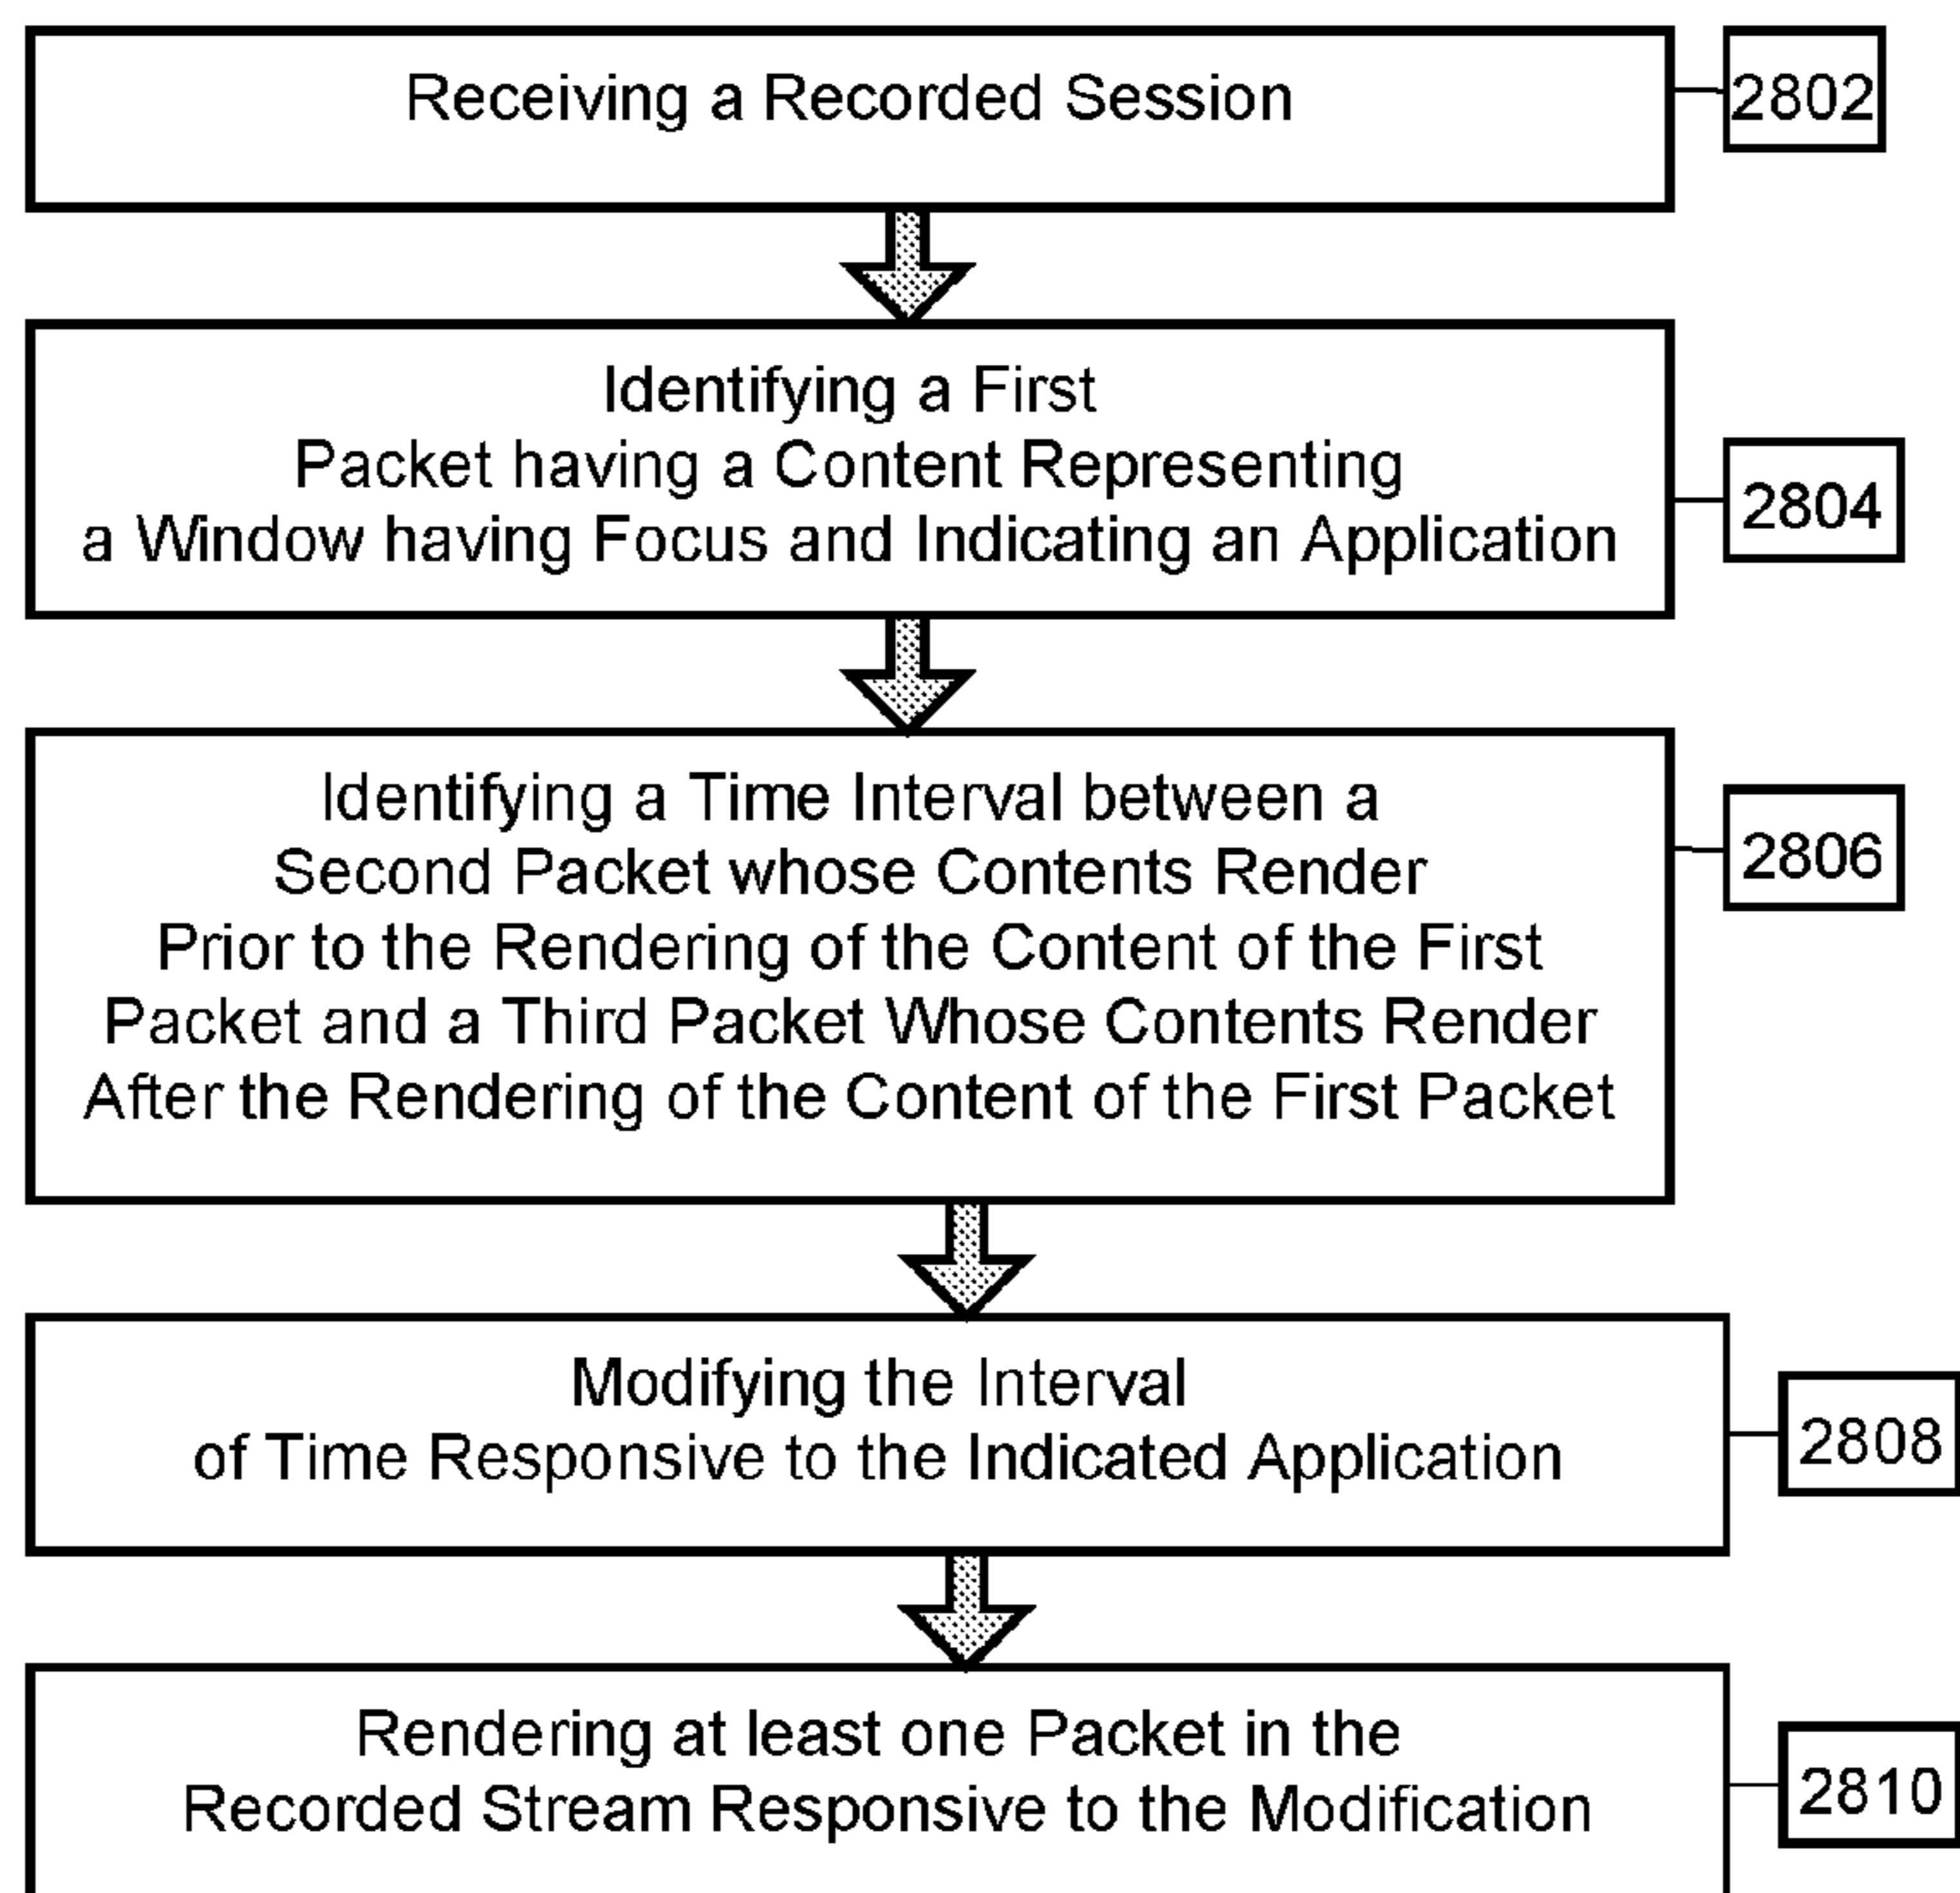 Receiving a Recorded Session
2802
Identifying a First
Packet having a Content Representing
a Window having Focus and Indicating an Application
2804
Identifying a Time Interval between a
Second Packet whose Contents Render
Prior to the Rendering of the Content of the First
Packet and a Third Packet Whose Contents Render
After the Rendering of the Content of the First Packet
2806
Modifying the Interval
of Time Responsive to the Indicated Application
2808
Rendering at least one Packet in the
Recorded Stream Responsive to the Modification
2810